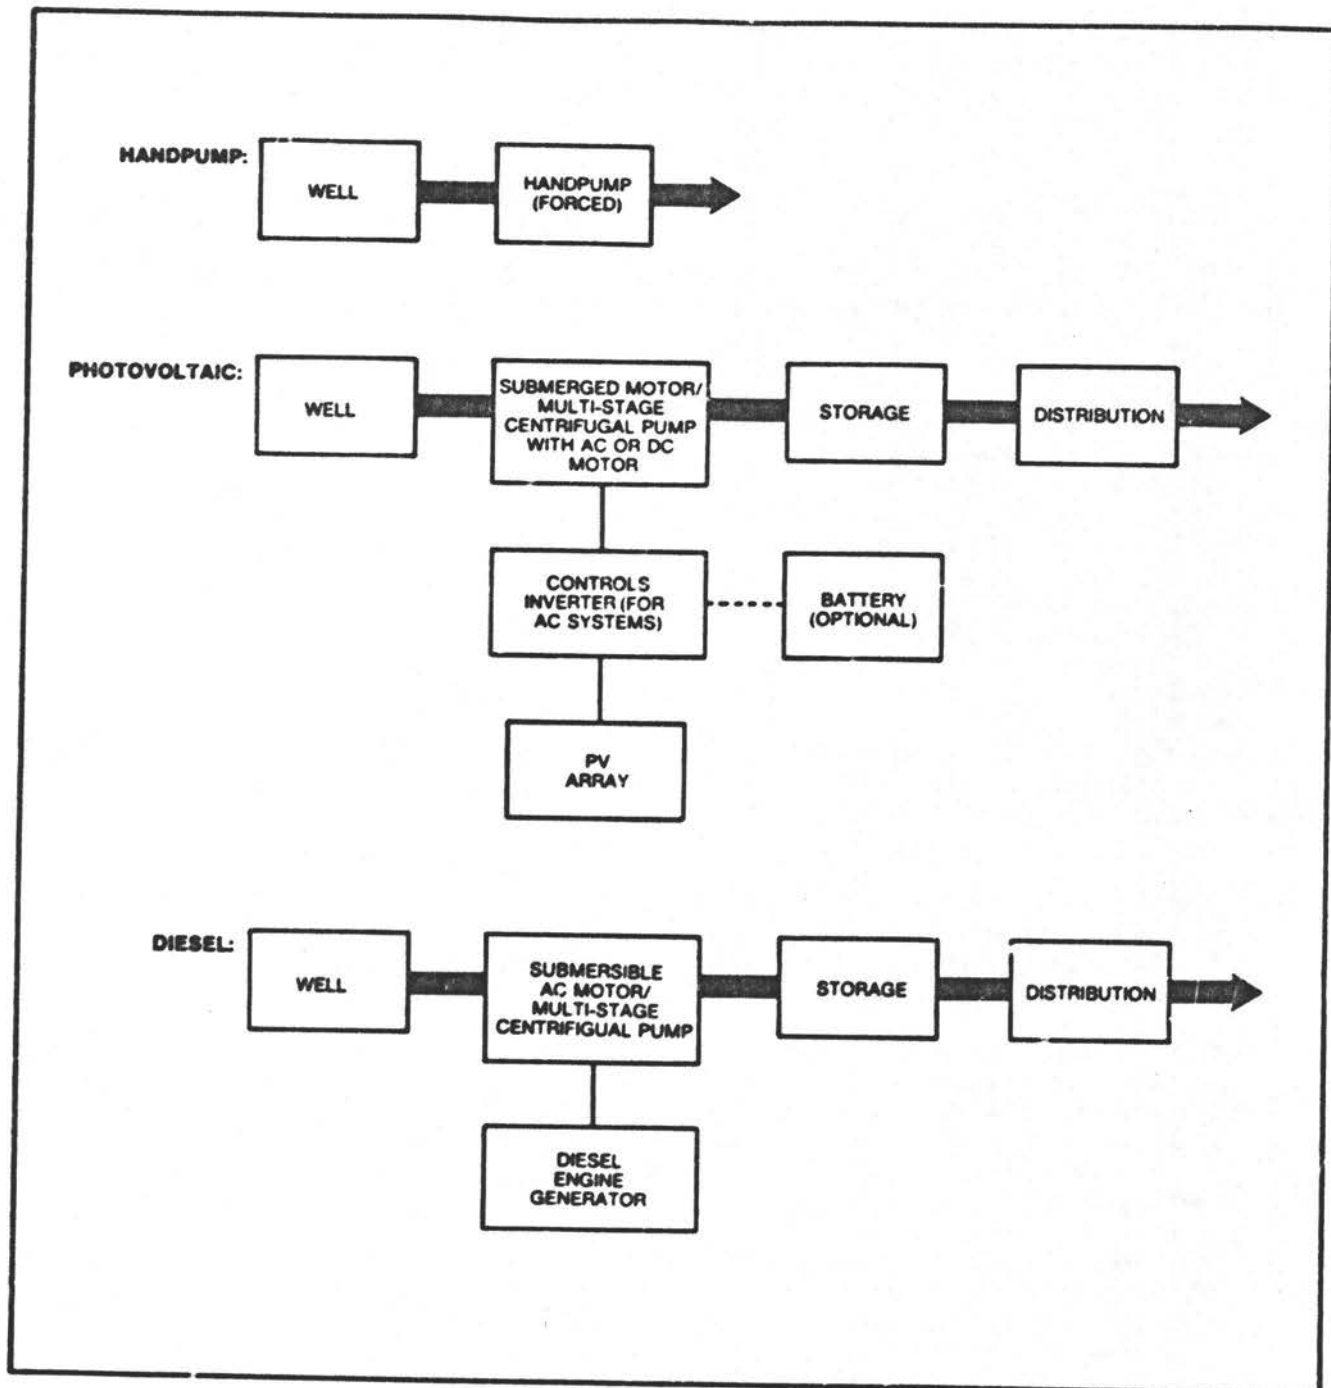 HANDPUMP:
WELL
HANDPUMP
(FORCED)
PHOTOVOLTAIC:
WELL
SUBMERGED MOTOR/
MULTI-STAGE
CENTRIFUGAL PUMP
WITH AC OR DC
MOTOR
STORAGE
DISTRIBUTION
CONTROLS
INVERTER (FOR
AC SYSTEMS)
BATTERY
(OPTIONAL)
PV
ARRAY
DIESEL:
WELL
SUBMERSIBLE
AC MOTOR/
MULTI-STAGE
CENTRIFIGUAL PUMP
STORAGE
DISTRIBUTION
DIESEL
ENGINE
GENERATOR